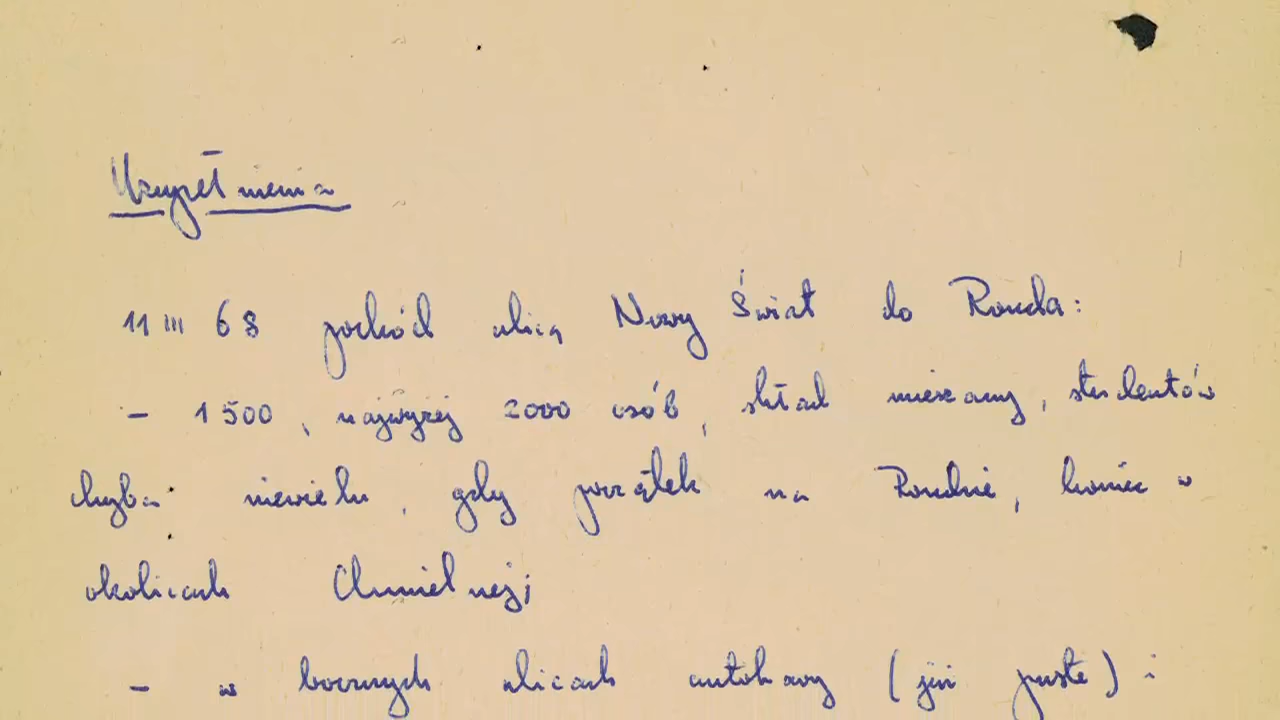 Uzupełnienia
11 III 68 pochód ulicą Nowy Świat do Ronda:
- 1500, najwyżej 2000 osób, skład mieszany, studentów
chyba niewielu, gdy początek na Rondzie, koniec w
okolicach Chmielnej;
- w bocznych ulicach autokary (już puste) i